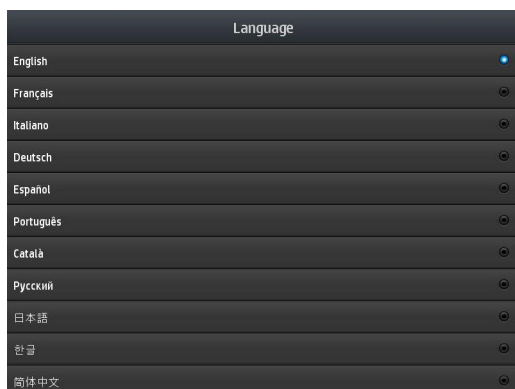 Language
English
Français
Italiano
Deutsch
Español
Português
Català
Русский
日本語
한글
简体中文